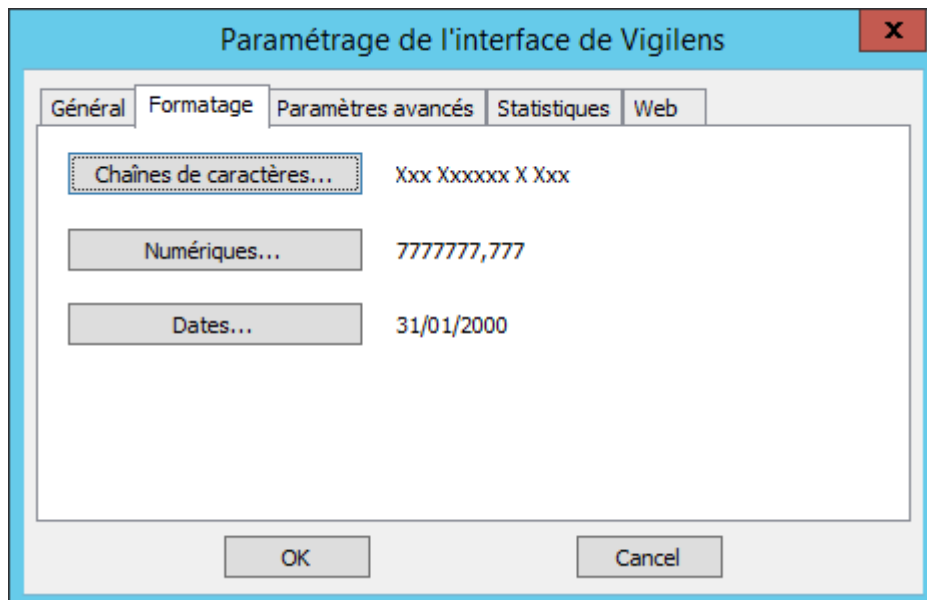 Paramétrage de l'interface de Vigilens
x
Général Formatage Paramètres avancés Statistiques Web
Chaînes de caractères... Xxx Xxxxxx X Xxx
Numériques... 7777777,777
Dates... 31/01/2000
OK Cancel